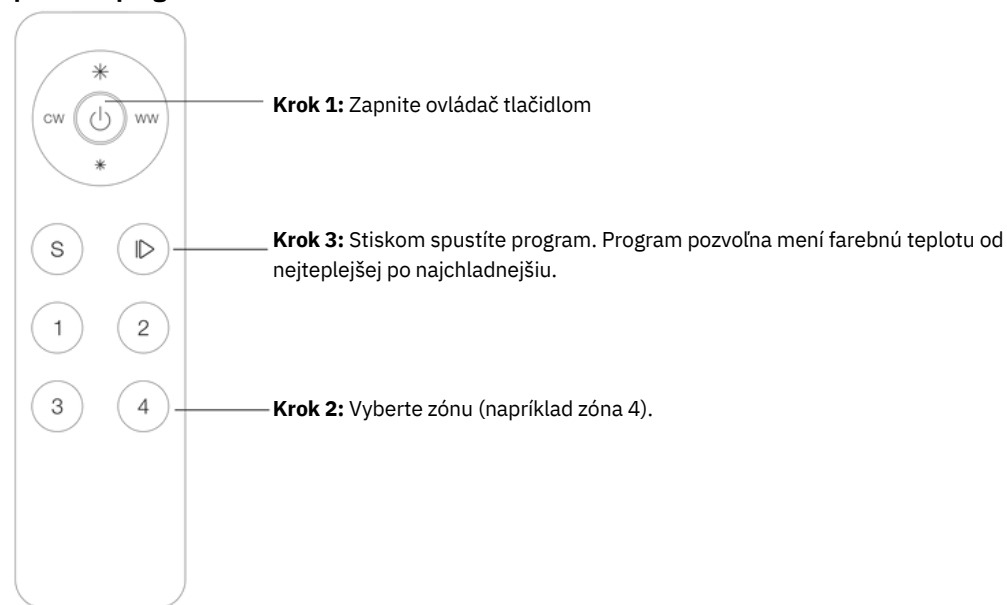 CW
WW
Krok 1: Zapnite ovládač tlačidlom
S
Krok 3: Stiskom spustíte program. Program pozvoľna mení farebnú teplotu od
nejteplejšej po najchladnejšiu.
1
2
3
4
Krok 2: Vyberte zónu (napríklad zóna 4).